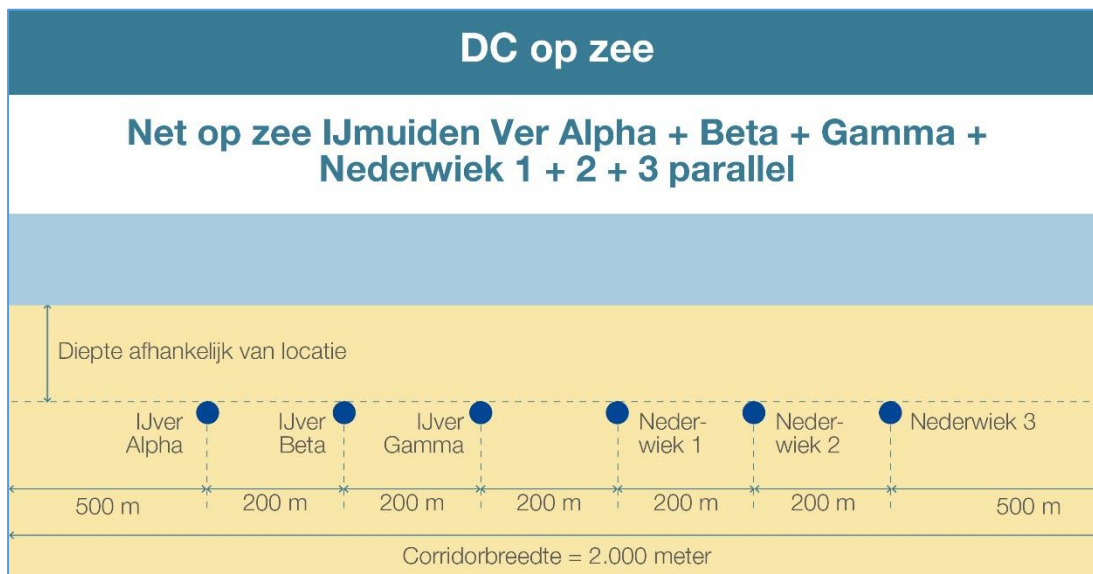 DC op zee
Net op zee IJmuiden Ver Alpha + Beta + Gamma +
Nederwiek 1 + 2 + 3 parallel
Diepte afhankelijk van locatie
IJver
Alpha
IJver
Beta
IJver
Gamma
Neder-
wiek 1
Neder-
wiek 2
Nederwiek 3
500 m
200 m
200 m
200 m
200 m
200 m
500 m
Corridorbreedte = 2.000 meter